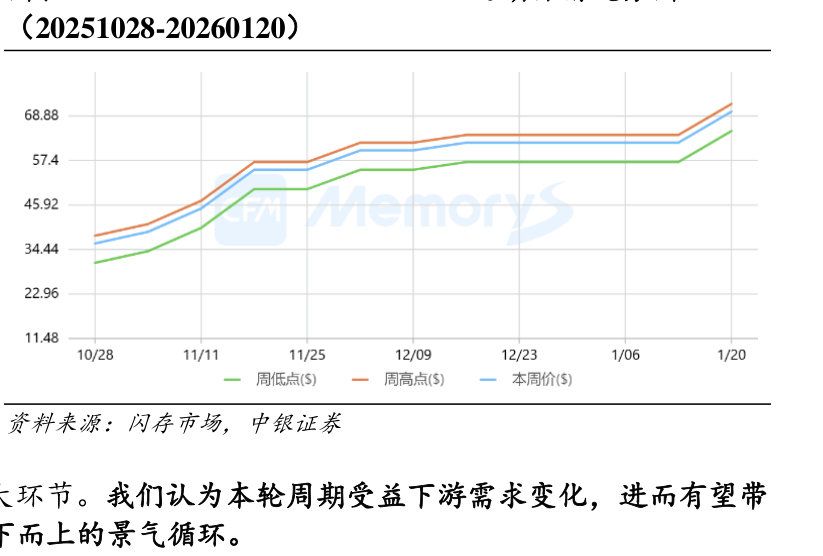 （20251028-20260120）
68.88
57.4
45.92
34.44
22.96
11.48
CFM MemoryS
10/28 11/11 11/25 12/09 12/23 1/06 1/20
周低点($) 周高点($) 本周价($)
资料来源：闪存市场，中银证券
环节。我们认为本轮周期受益下游需求变化，进而有望带
下而上的景气循环。